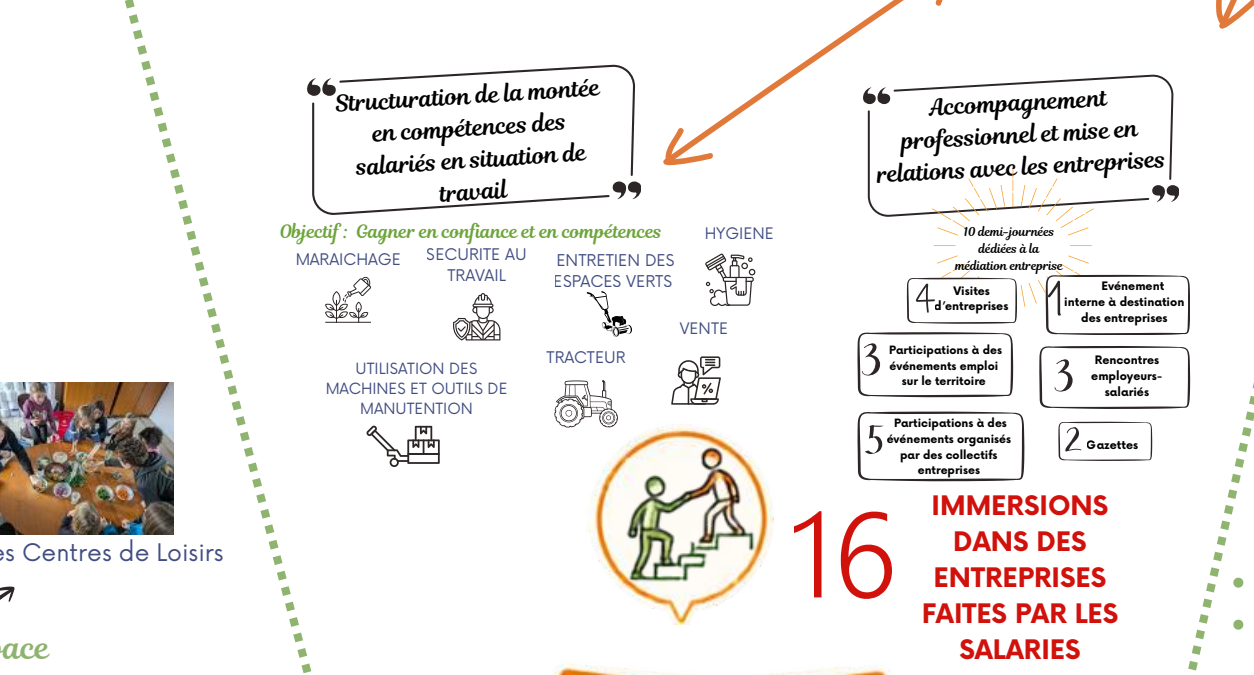 Structuration de la montée
en compétences des
salariés en situation de
travail
Objectif : Gagner en confiance et en compétences
MARAICHAGE
SECURITE AU
TRAVAIL
ENTRETIEN DES
ESPACES VERTS
HYGIENE
VENTE
UTILISATION DES
MACHINES ET OUTILS DE
MANUTENTION
TRACTEUR
%
Accompagnement
professionnel et mise en
relations avec les entreprises
10 demi-journées
dédiées à la
médiation entreprise
4 Visites
d'entreprises
1 Evénement
interne à destination
des entreprises
3 Participations à des
événements emploi
sur le territoire
3 Rencontres
employeurs-
salariés
5 Participations à des
événements organisés
par des collectifs
entreprises
2 Gazettes
16
IMMERSIONS
DANS DES
ENTREPRISES
FAITES PAR LES
SALARIES
Centres de Loisirs